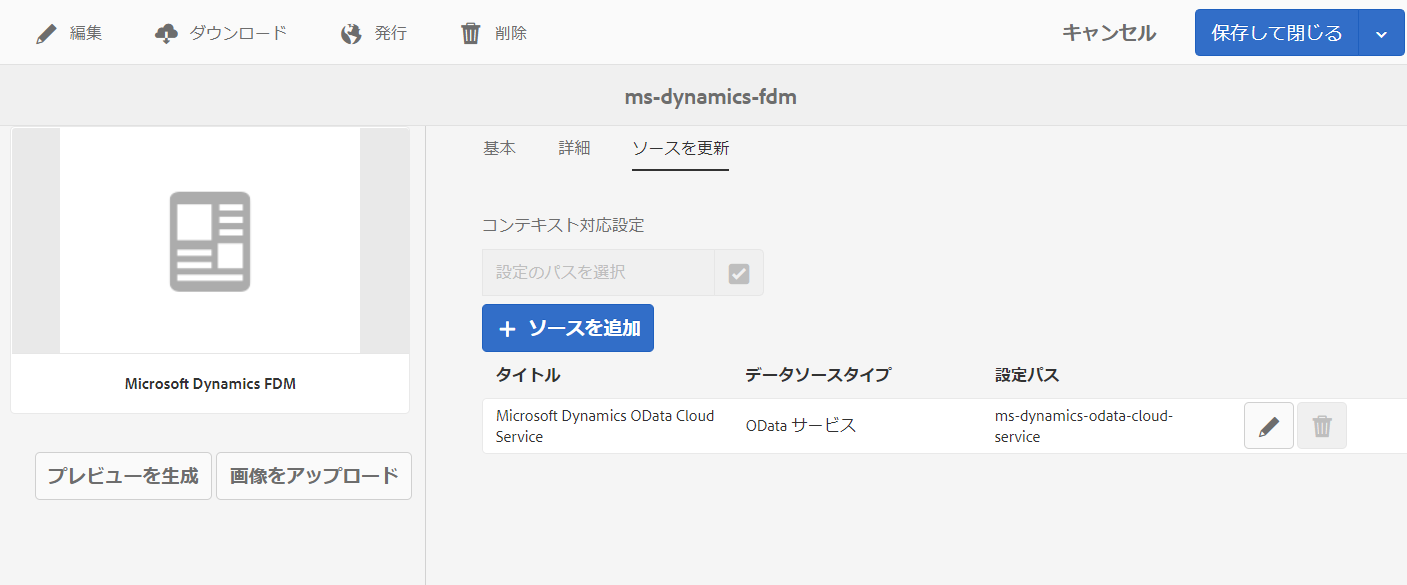 編集 ダウンロード 発行 削除 キャンセル 保存して閉じる
ms-dynamics-fdm
基本 詳細 ソースを更新
コンテキスト対応設定
設定のパスを選択
+ ソースを追加
タイトル データソースタイプ 設定パス
Microsoft Dynamics OData Cloud
Service
OData サービス
ms-dynamics-odata-cloud-
service
Microsoft Dynamics FDM
プレビューを生成 画像をアップロード